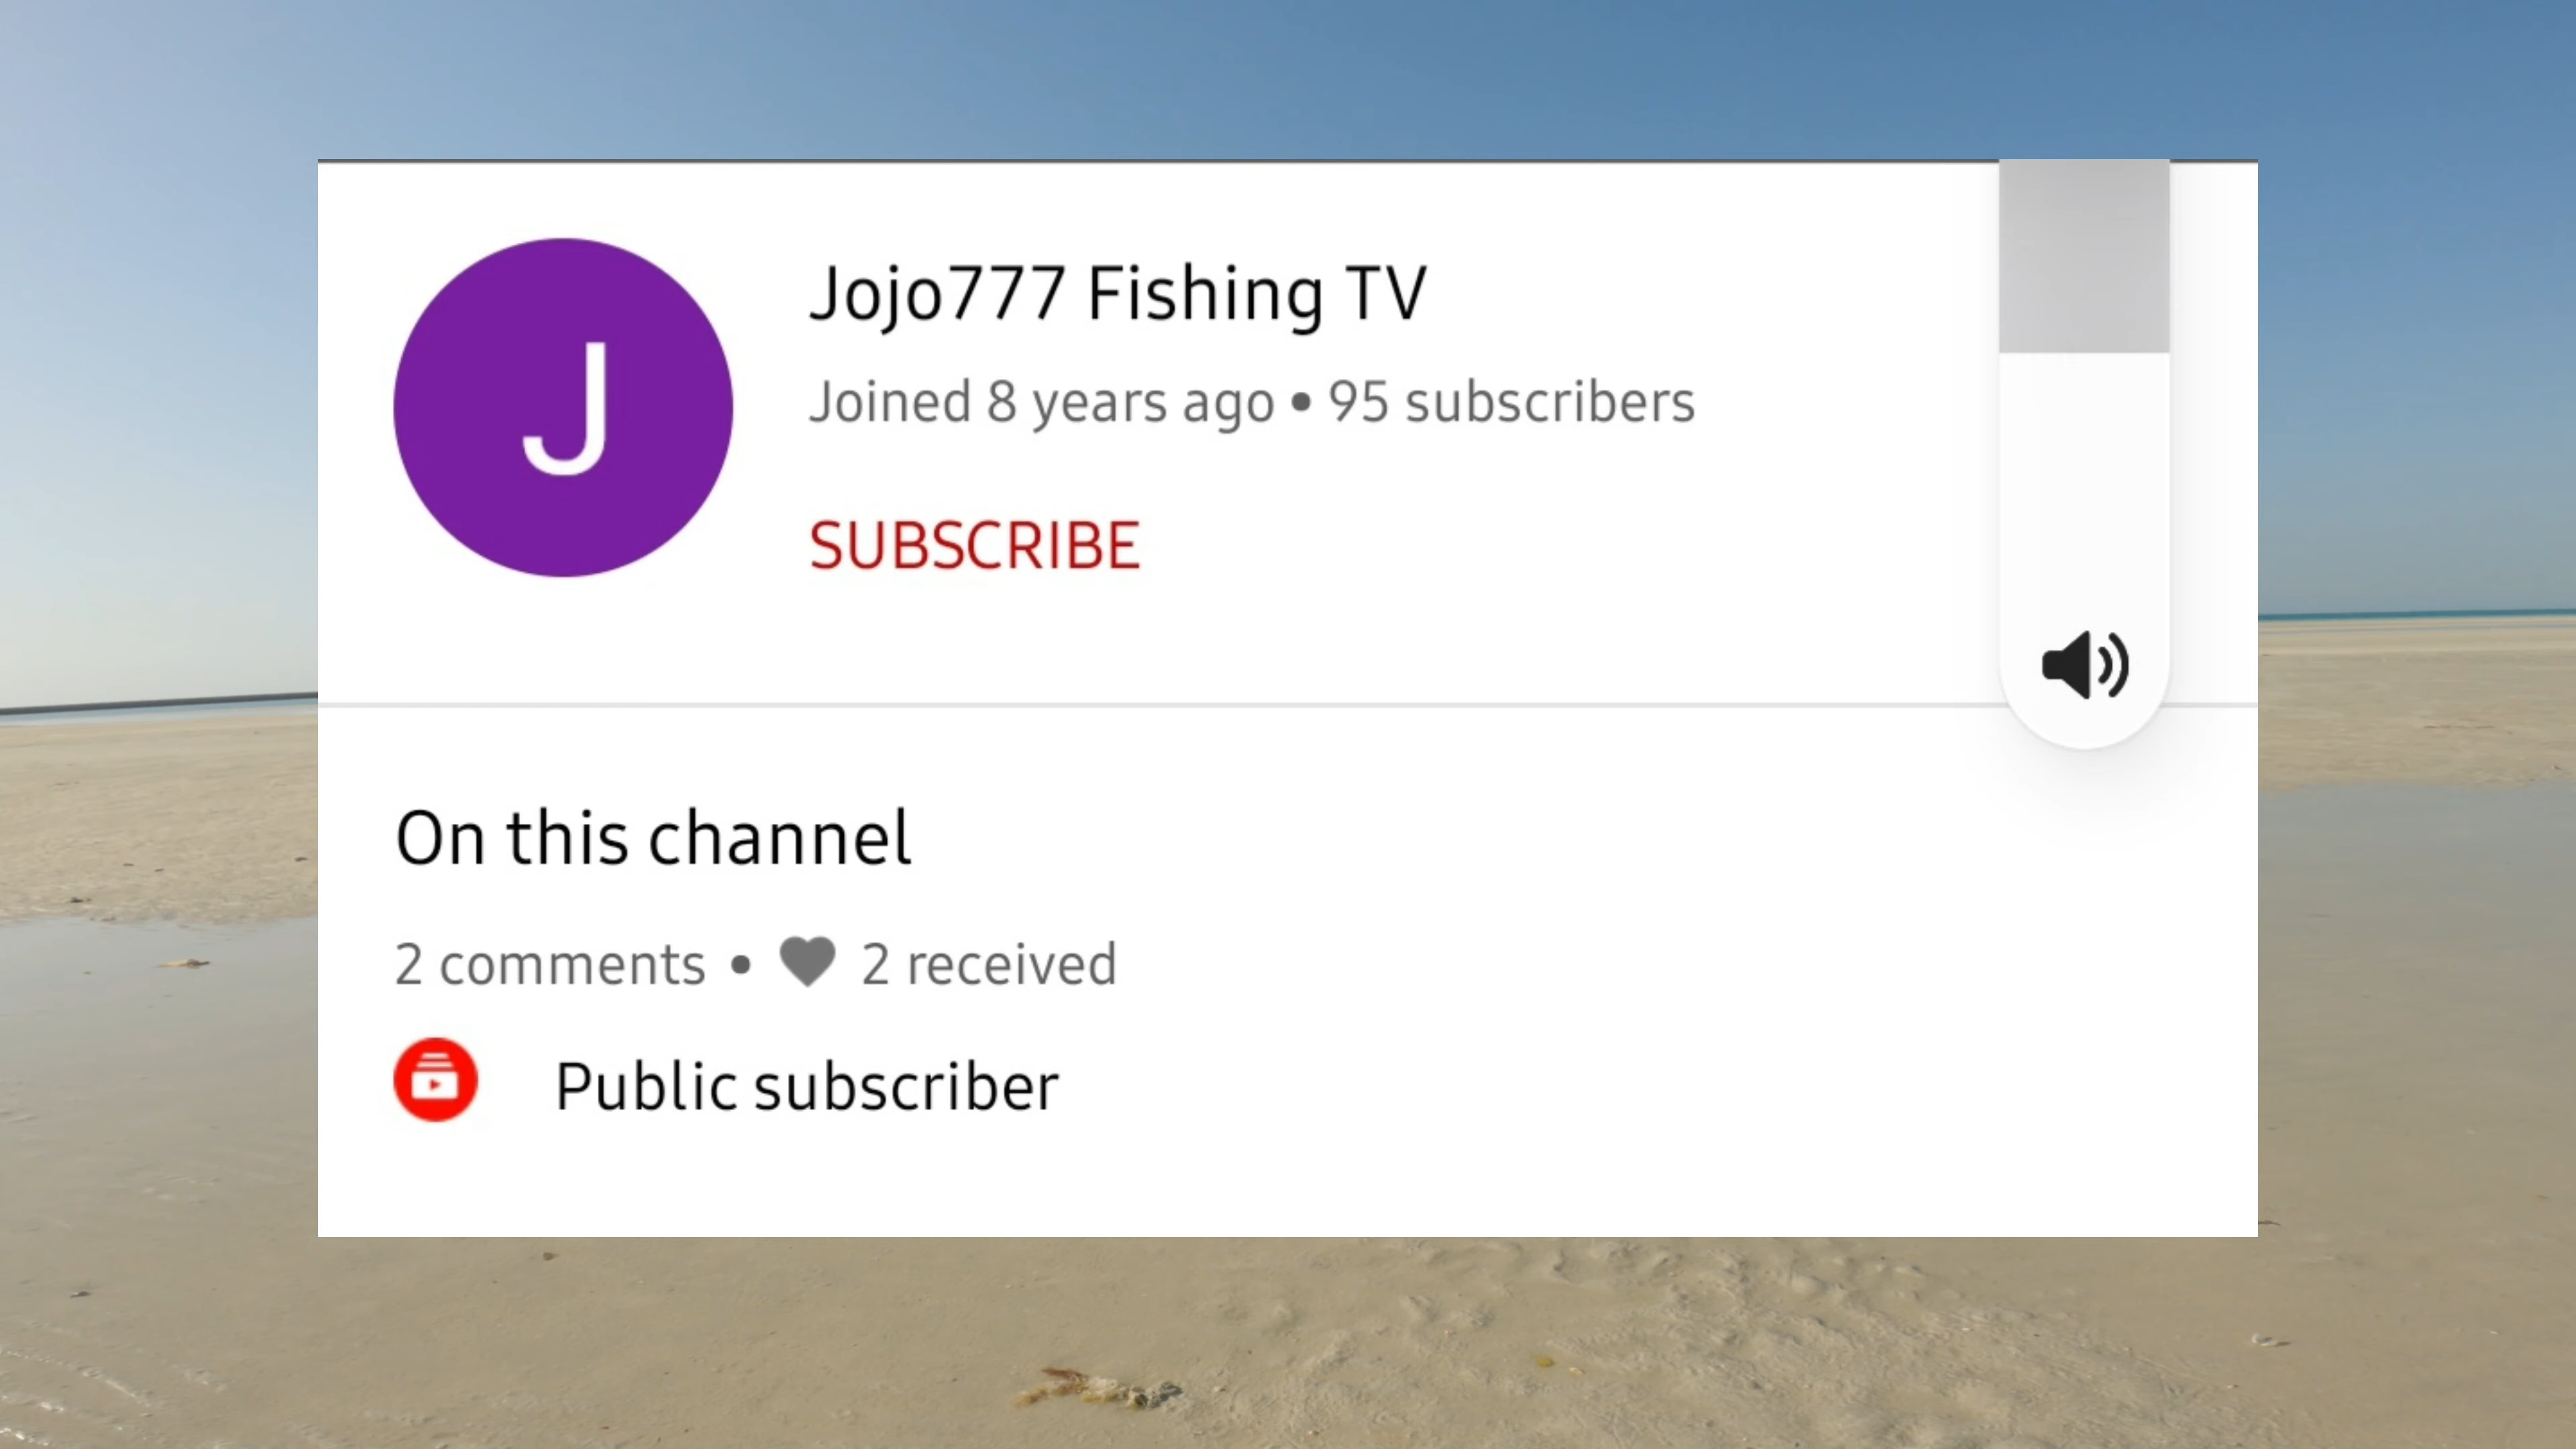 J
Jojo777 Fishing TV
Joined 8 years ago • 95 subscribers
SUBSCRIBE
On this channel
2 comments • 2 received
Public subscriber